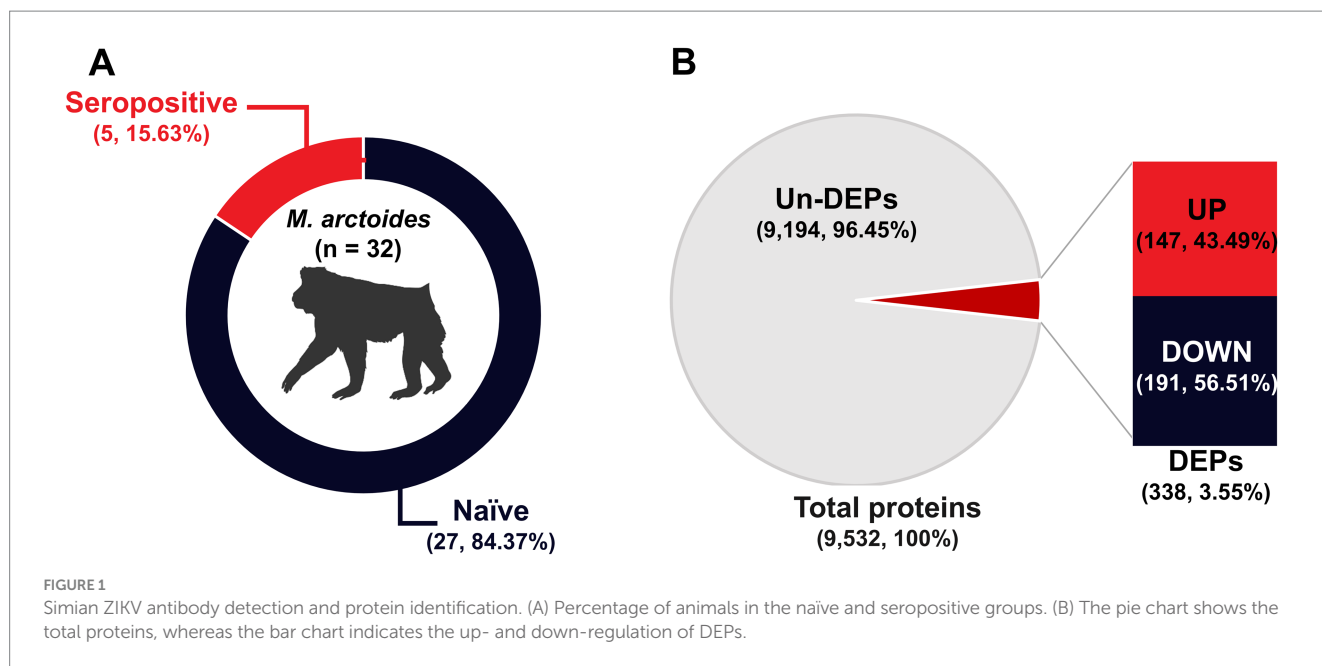 A
Seropositive
(5, 15.63%)
M. arctoides
(n = 32)
Naïve
(27, 84.37%)
B
Un-DEPs
(9,194, 96.45%)
Total proteins
(9,532, 100%)
UP
(147, 43.49%)
DOWN
(191, 56.51%)
DEPs
(338, 3.55%)
FIGURE 1
Simian ZIKV antibody detection and protein identification. (A) Percentage of animals in the naïve and seropositive groups. (B) The pie chart shows the
total proteins, whereas the bar chart indicates the up- and down-regulation of DEPs.